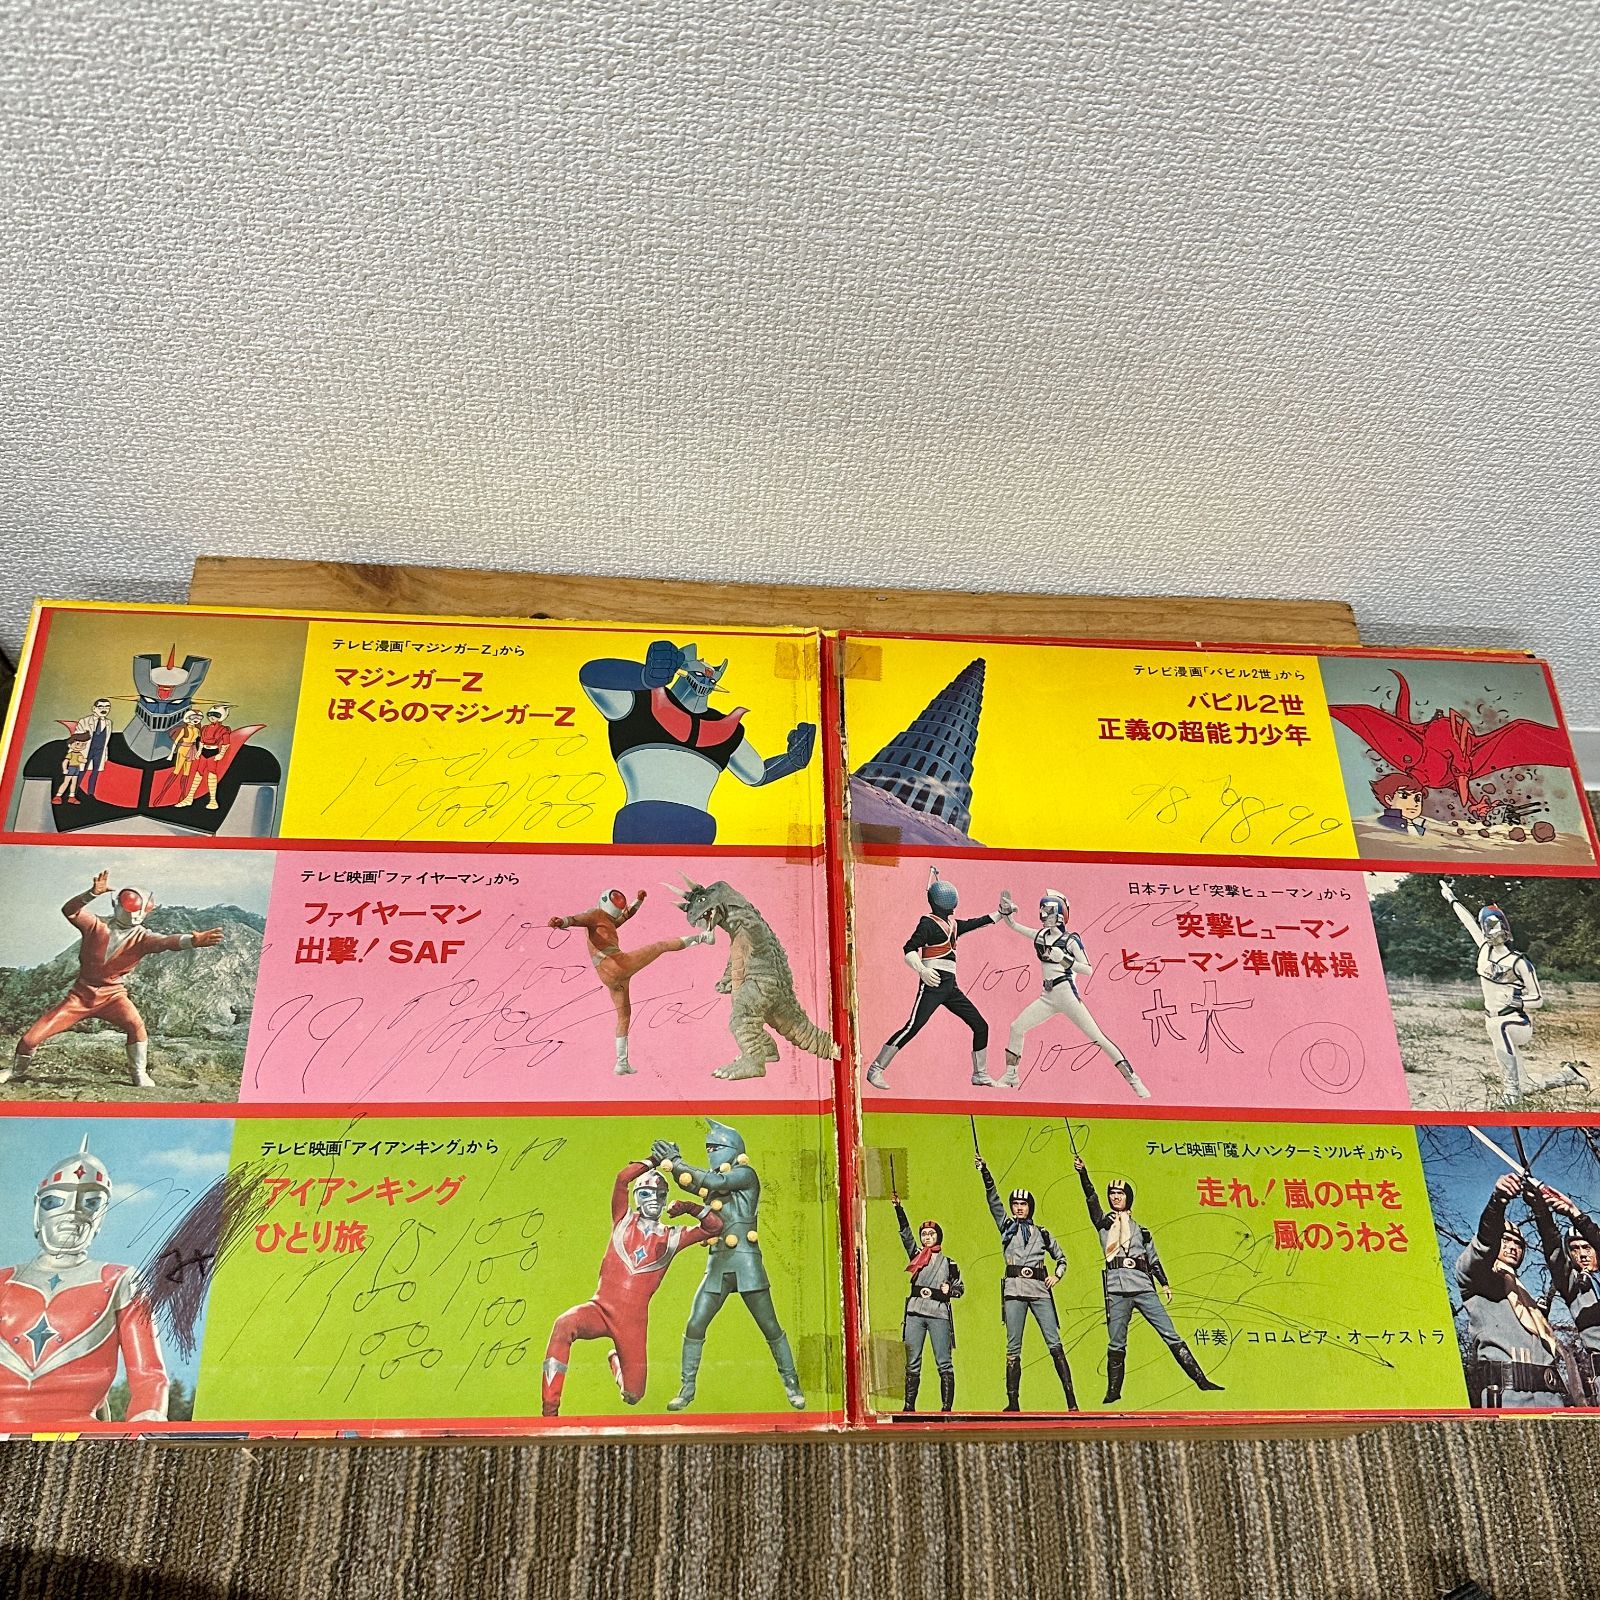 テレビ漫画「マジンガーZ」から
マジンガーZ
ぼくらのマジンガーZ
テレビ映画「ファイヤーマン」から
ファイヤーマン
出撃！SAF
テレビ映画「アイアンキング」から
アイアンキング
ひとり旅
み
テレビ漫画「バビル2世」から
バビル2世
正義の超能力少年
98 98 99
日本テレビ「突撃ヒューマン」から
突撃ヒューマン
ヒューマン準備体操
100 100
100
テレビ映画「魔人ハンターミツルギ」から
走れ！嵐の中を
風のうわさ
100
伴奏／コロムビア・オーケストラ